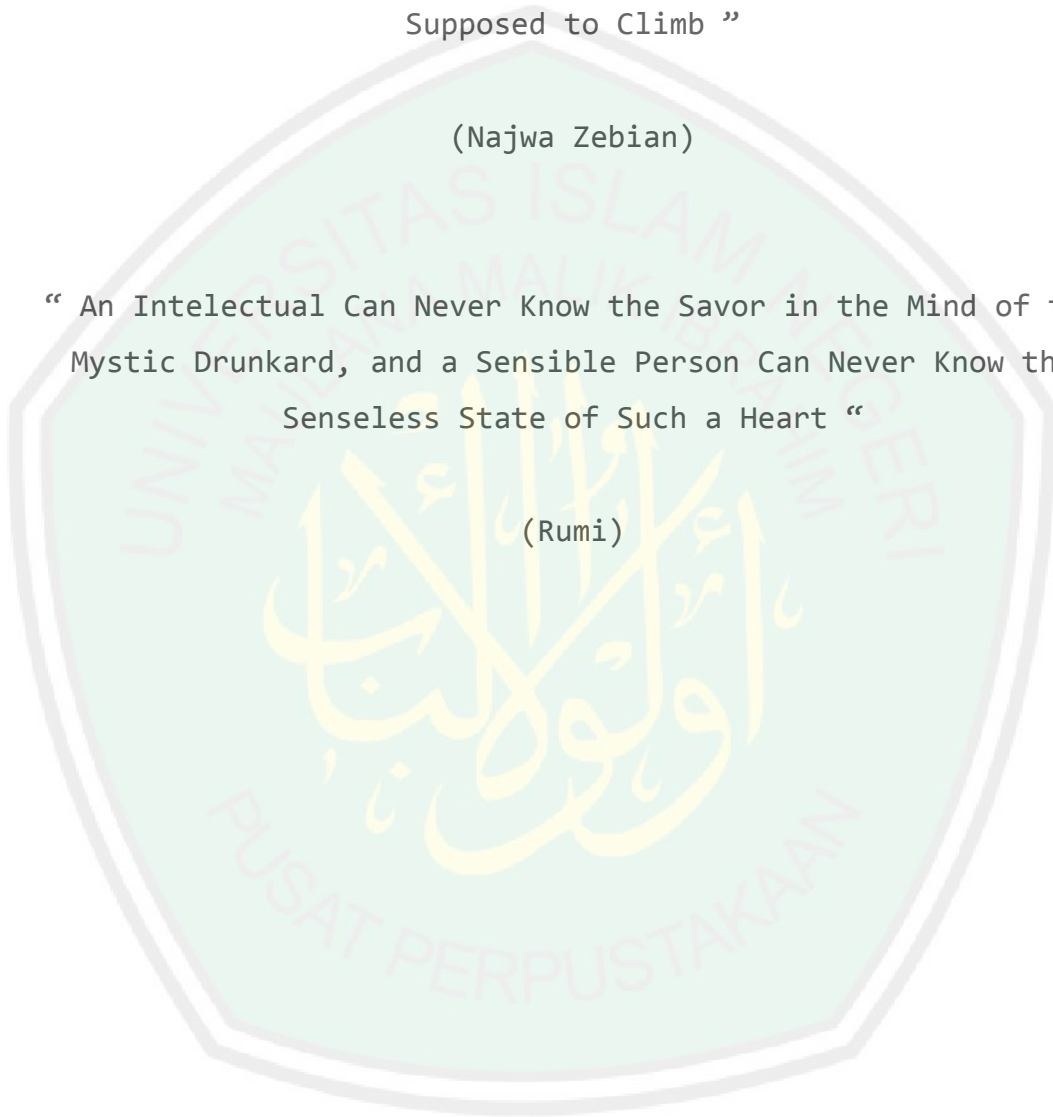 Supposed to Climb ”
(Najwa Zebian)
“ An Intelectual Can Never Know the Savor in the Mind of
Mystic Drunkard, and a Sensible Person Can Never Know
Senseless State of Such a Heart “
(Rumi)
UNIVERSITAS ISLAM NEGERI
MAULANA MALIK IBRAHIM
أولو الألباب
PUSAT PERPUSTAKAAN